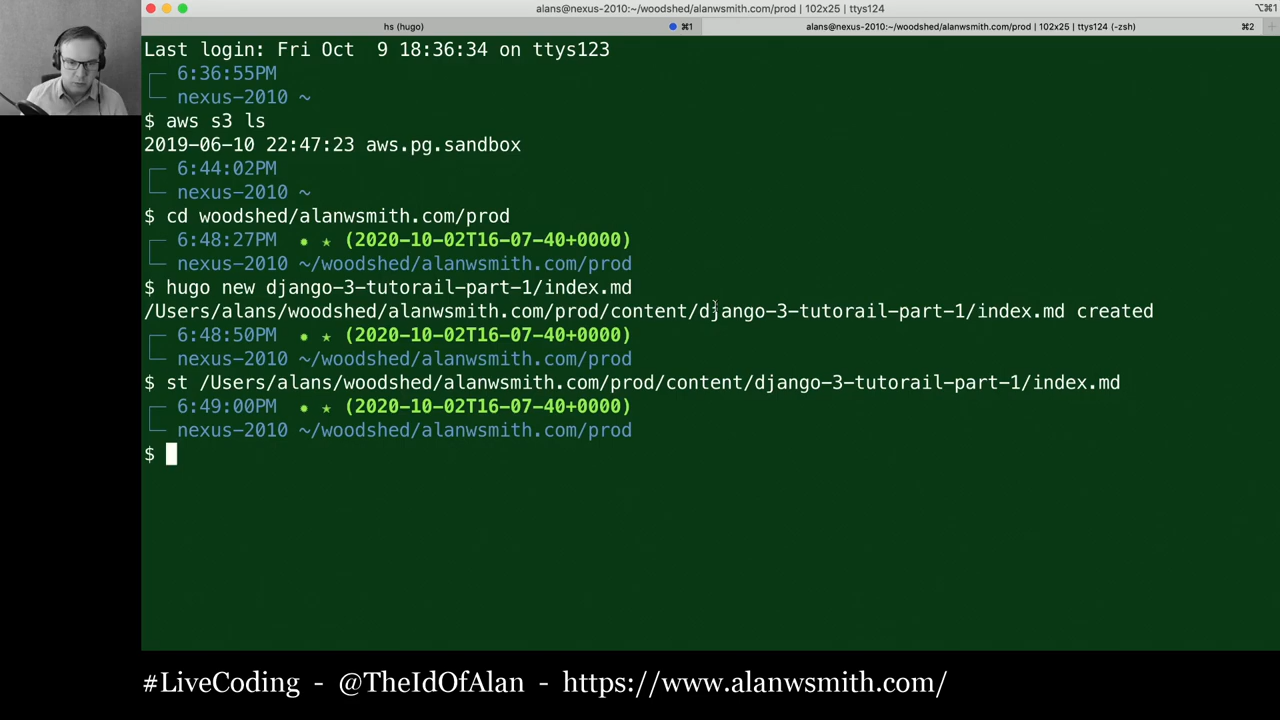 alans@nexus-2010:~/woodshed/alanwsmith.com/prod | 102x25 | ttys124
⌥⌘1
hs (hugo)
⌘1
alans@nexus-2010:~/woodshed/alanwsmith.com/prod | 102x25 | ttys124 (-zsh)
⌘2
Last login: Fri Oct  9 18:36:34 on ttys123
6:36:55PM
nexus-2010 ~
$ aws s3 ls
2019-06-10 22:47:23 aws.pg.sandbox
6:44:02PM
nexus-2010 ~
$ cd woodshed/alanwsmith.com/prod
6:48:27PM ● ★ (2020-10-02T16-07-40+0000)
nexus-2010 ~/woodshed/alanwsmith.com/prod
$ hugo new django-3-tutorail-part-1/index.md
/Users/alans/woodshed/alanwsmith.com/prod/content/django-3-tutorail-part-1/index.md created
6:48:50PM ● ★ (2020-10-02T16-07-40+0000)
nexus-2010 ~/woodshed/alanwsmith.com/prod
$ st /Users/alans/woodshed/alanwsmith.com/prod/content/django-3-tutorail-part-1/index.md
6:49:00PM ● ★ (2020-10-02T16-07-40+0000)
nexus-2010 ~/woodshed/alanwsmith.com/prod
$
#LiveCoding - @TheIdOfAlan - https://www.alanwsmith.com/